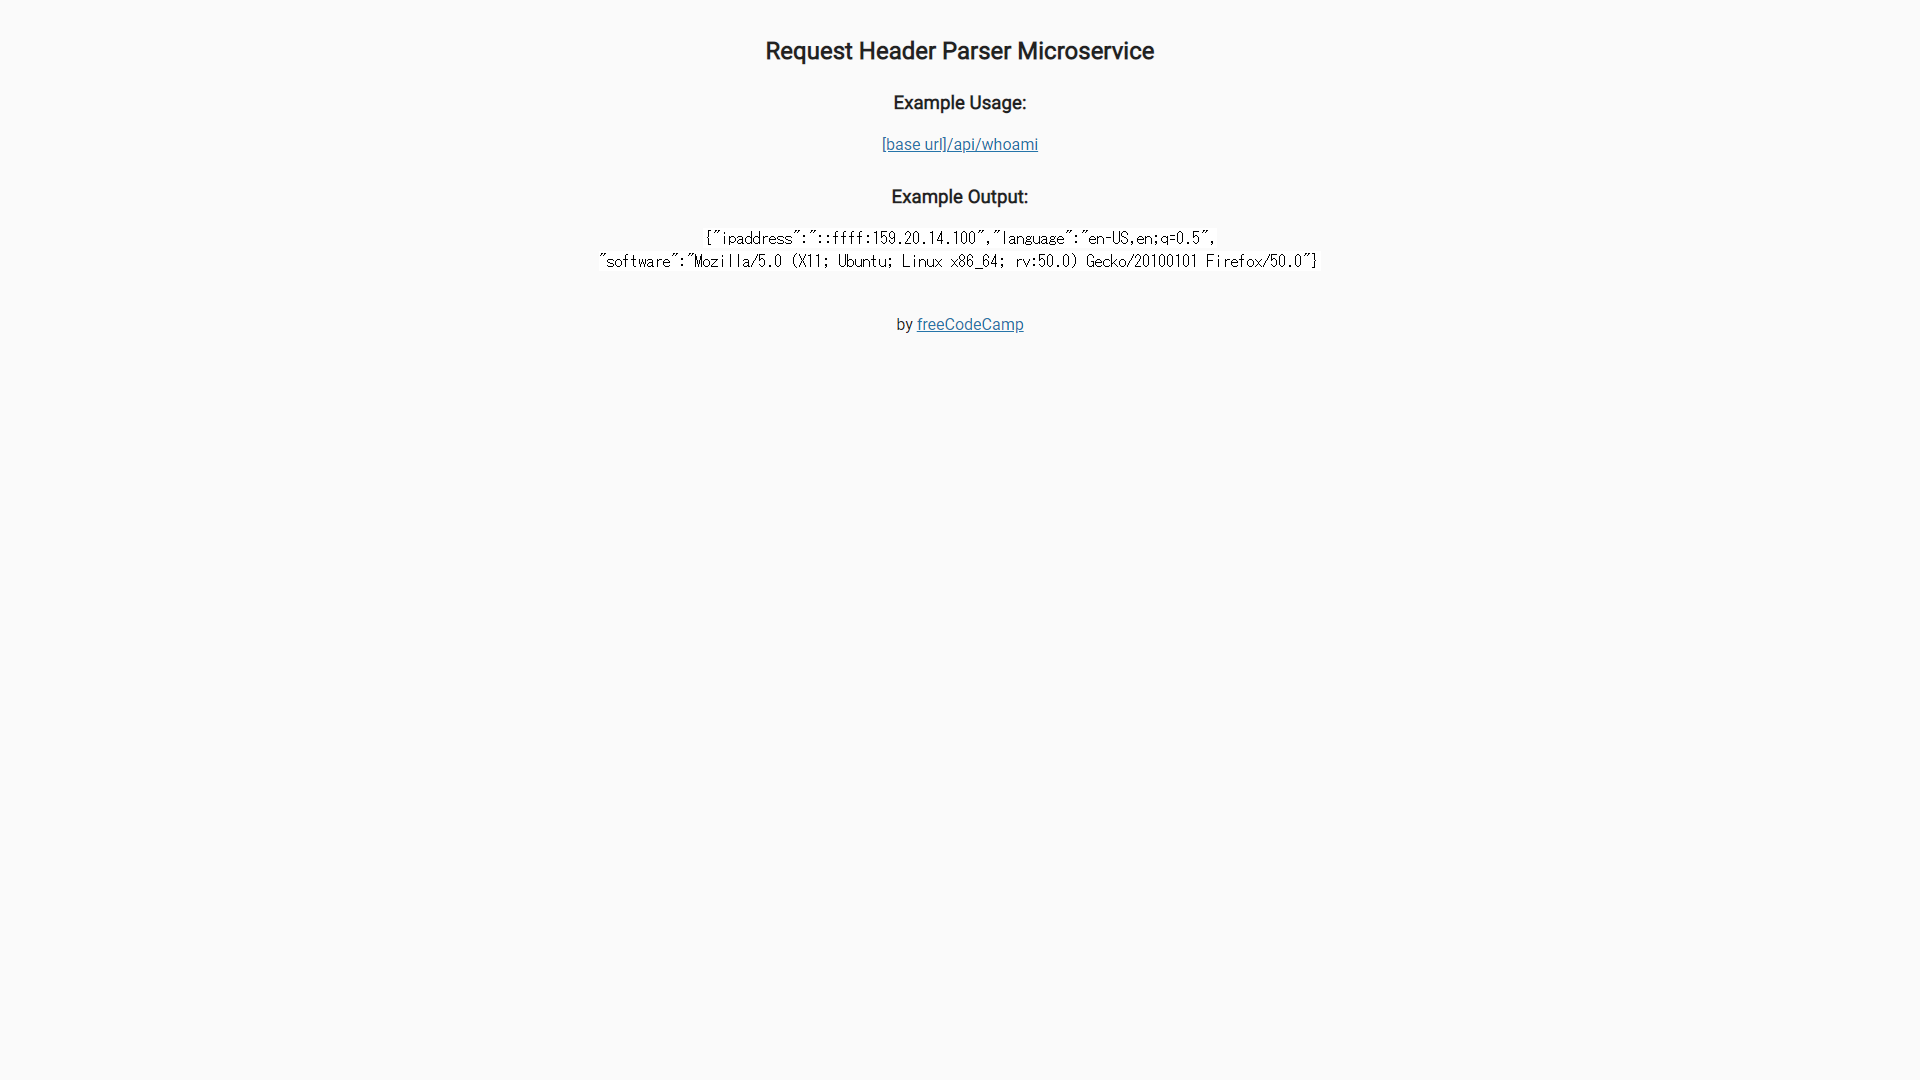 Request Header Parser Microservice
Example Usage:
[base url]/api/whoami
Example Output:
{"ipaddress":"::ffff:159.20.14.100","language":"en-US,en;q=0.5",
"software":"Mozilla/5.0 (X11; Ubuntu; Linux x86_64; rv:50.0) Gecko/20100101 Firefox/50.0"}
by freeCodeCamp